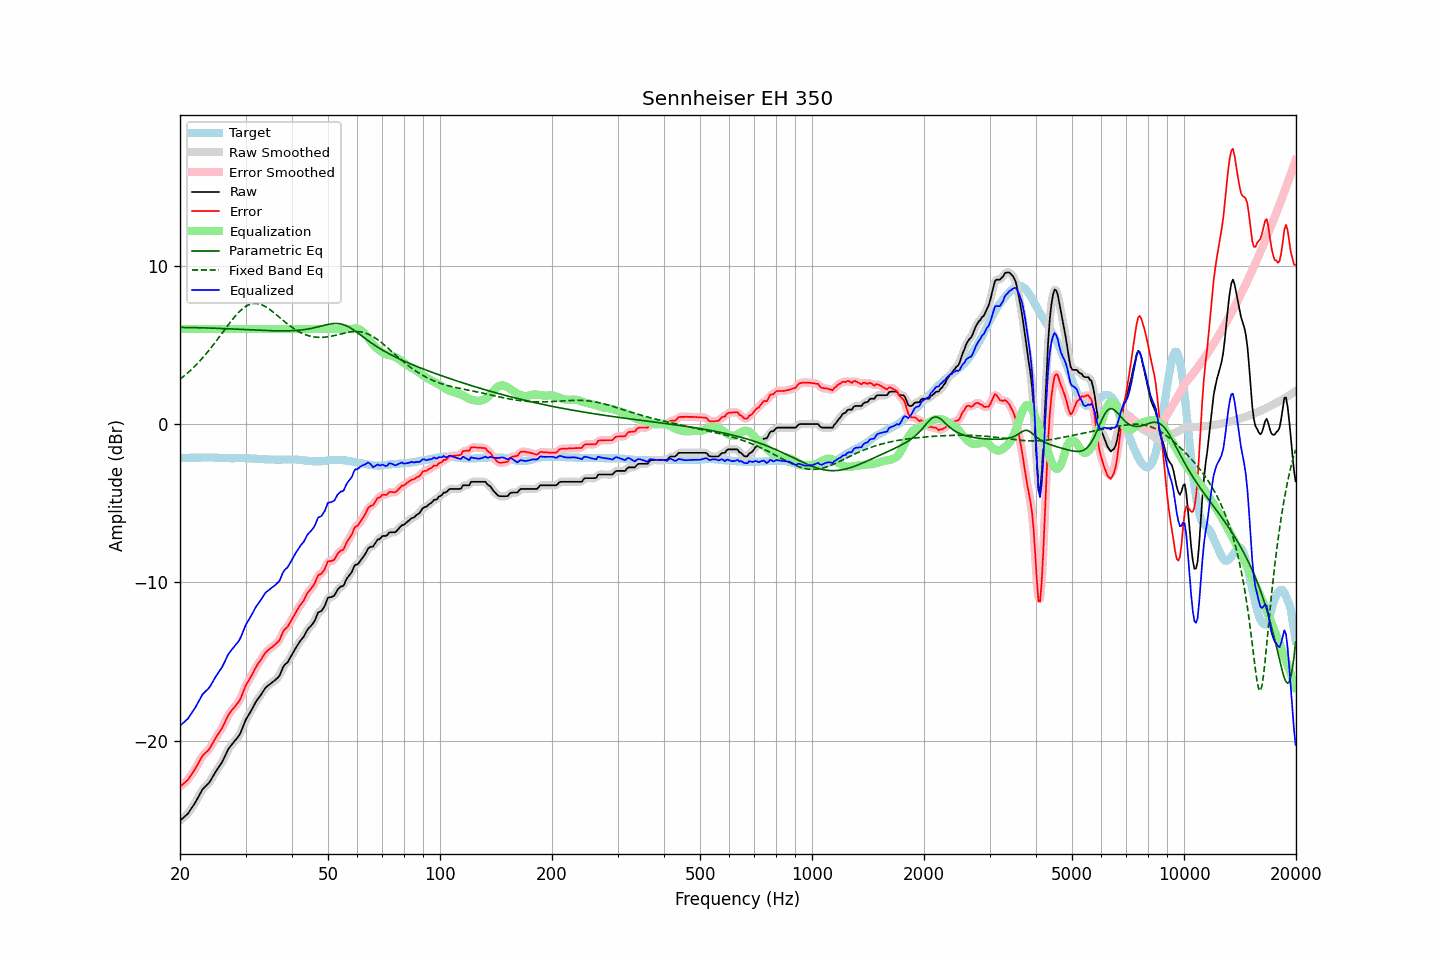 Sennheiser EH 350
Target
Raw Smoothed
Error Smoothed
Raw
Error
Equalization
Parametric Eq
Fixed Band Eq
Equalized
10
0
−10
−20
Amplitude (dBr)
20 50 100 200 500 1000 2000 5000 10000 20000
Frequency (Hz)